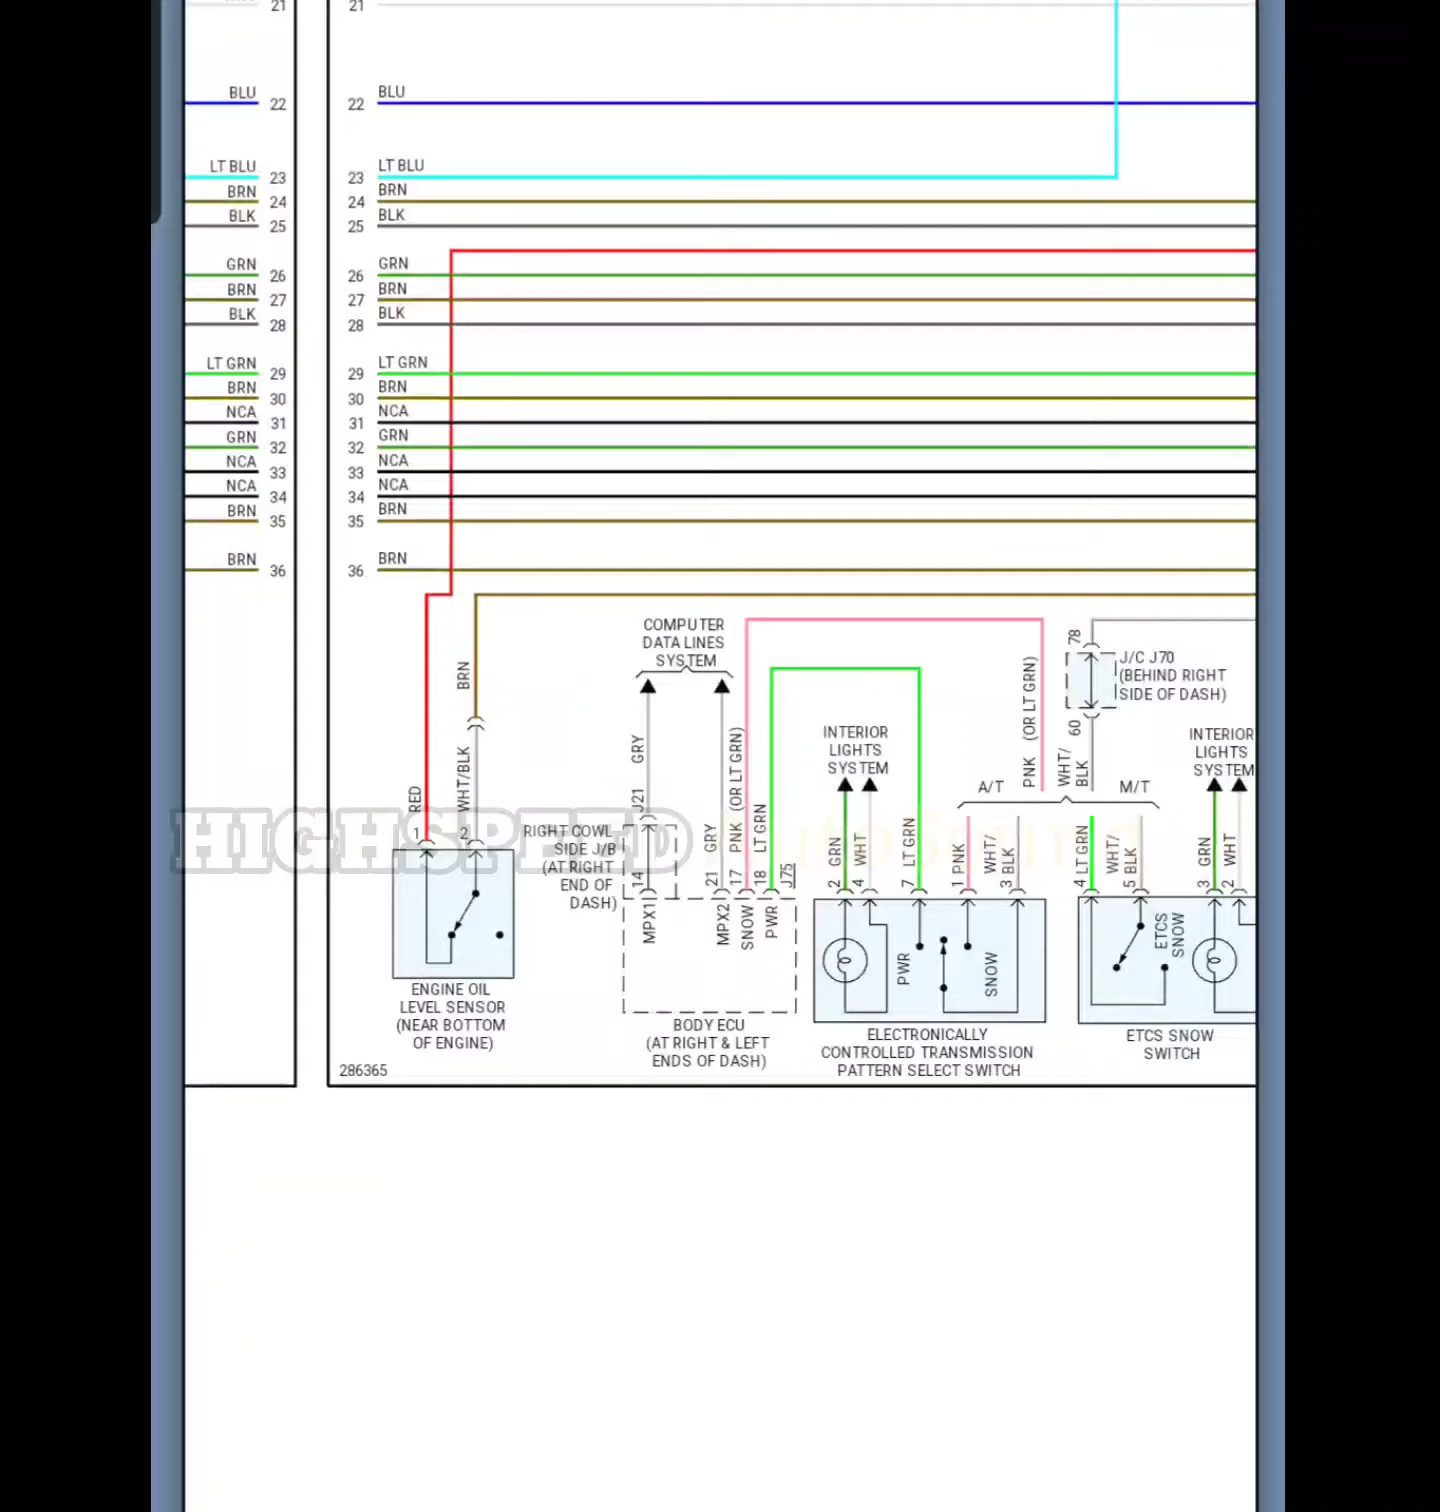 21
BLU 22
LT BLU 23
BRN 24
BLK 25
GRN 26
BRN 27
BLK 28
LT GRN 29
BRN 30
NCA 31
GRN 32
NCA 33
NCA 34
BRN 35
BRN 36
21
22 BLU
23 LT BLU
24 BRN
25 BLK
26 GRN
27 BRN
28 BLK
29 LT GRN
30 BRN
31 NCA
32 GRN
33 NCA
34 NCA
35 BRN
36 BRN
RED
1
BRN
WHT/BLK
2
ENGINE OIL
LEVEL SENSOR
(NEAR BOTTOM
OF ENGINE)
COMPUTER
DATA LINES
SYSTEM
GRY
J21
RIGHT COWL
SIDE J/B
(AT RIGHT
END OF
DASH)
14
MPX1
21 GRY
MPX2
17 PNK (OR LT GRN)
SNOW
18 LT GRN
PWR
J75
BODY ECU
(AT RIGHT & LEFT
ENDS OF DASH)
INTERIOR
LIGHTS
SYSTEM
2 GRN
4 WHT
7 LT GRN
A/T
1 PNK
WHT/
3 BLK
PWR
SNOW
ELECTRONICALLY
CONTROLLED TRANSMISSION
PATTERN SELECT SWITCH
PNK (OR LT GRN)
78
J/C J70
(BEHIND RIGHT
SIDE OF DASH)
60
WHT/
BLK
M/T
4 LT GRN
WHT/
5 BLK
INTERIOR
LIGHTS
SYSTEM
3 GRN
2 WHT
ETCS
SNOW
ETCS SNOW
SWITCH
286365
HIGHSPEED